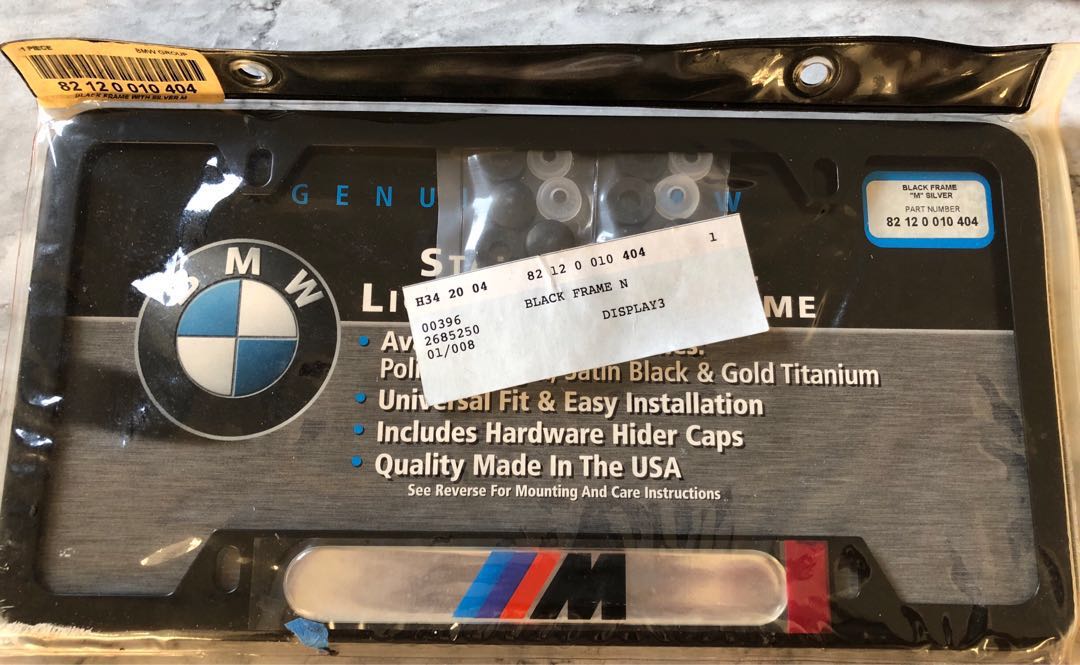 1 PIECE BMW GROUP
82 12 0 010 404
BLACK FRAME WITH SILVER M
GENU W
BLACK FRAME
"M" SILVER
PART NUMBER
82 12 0 010 404
BMW
H34 20 04 82 12 0 010 404 1
00396 BLACK FRAME N
2685250 DISPLAY3
01/008
ME
Satin Black & Gold Titanium
Universal Fit & Easy Installation
Includes Hardware Hider Caps
Quality Made In The USA
See Reverse For Mounting And Care Instructions
M